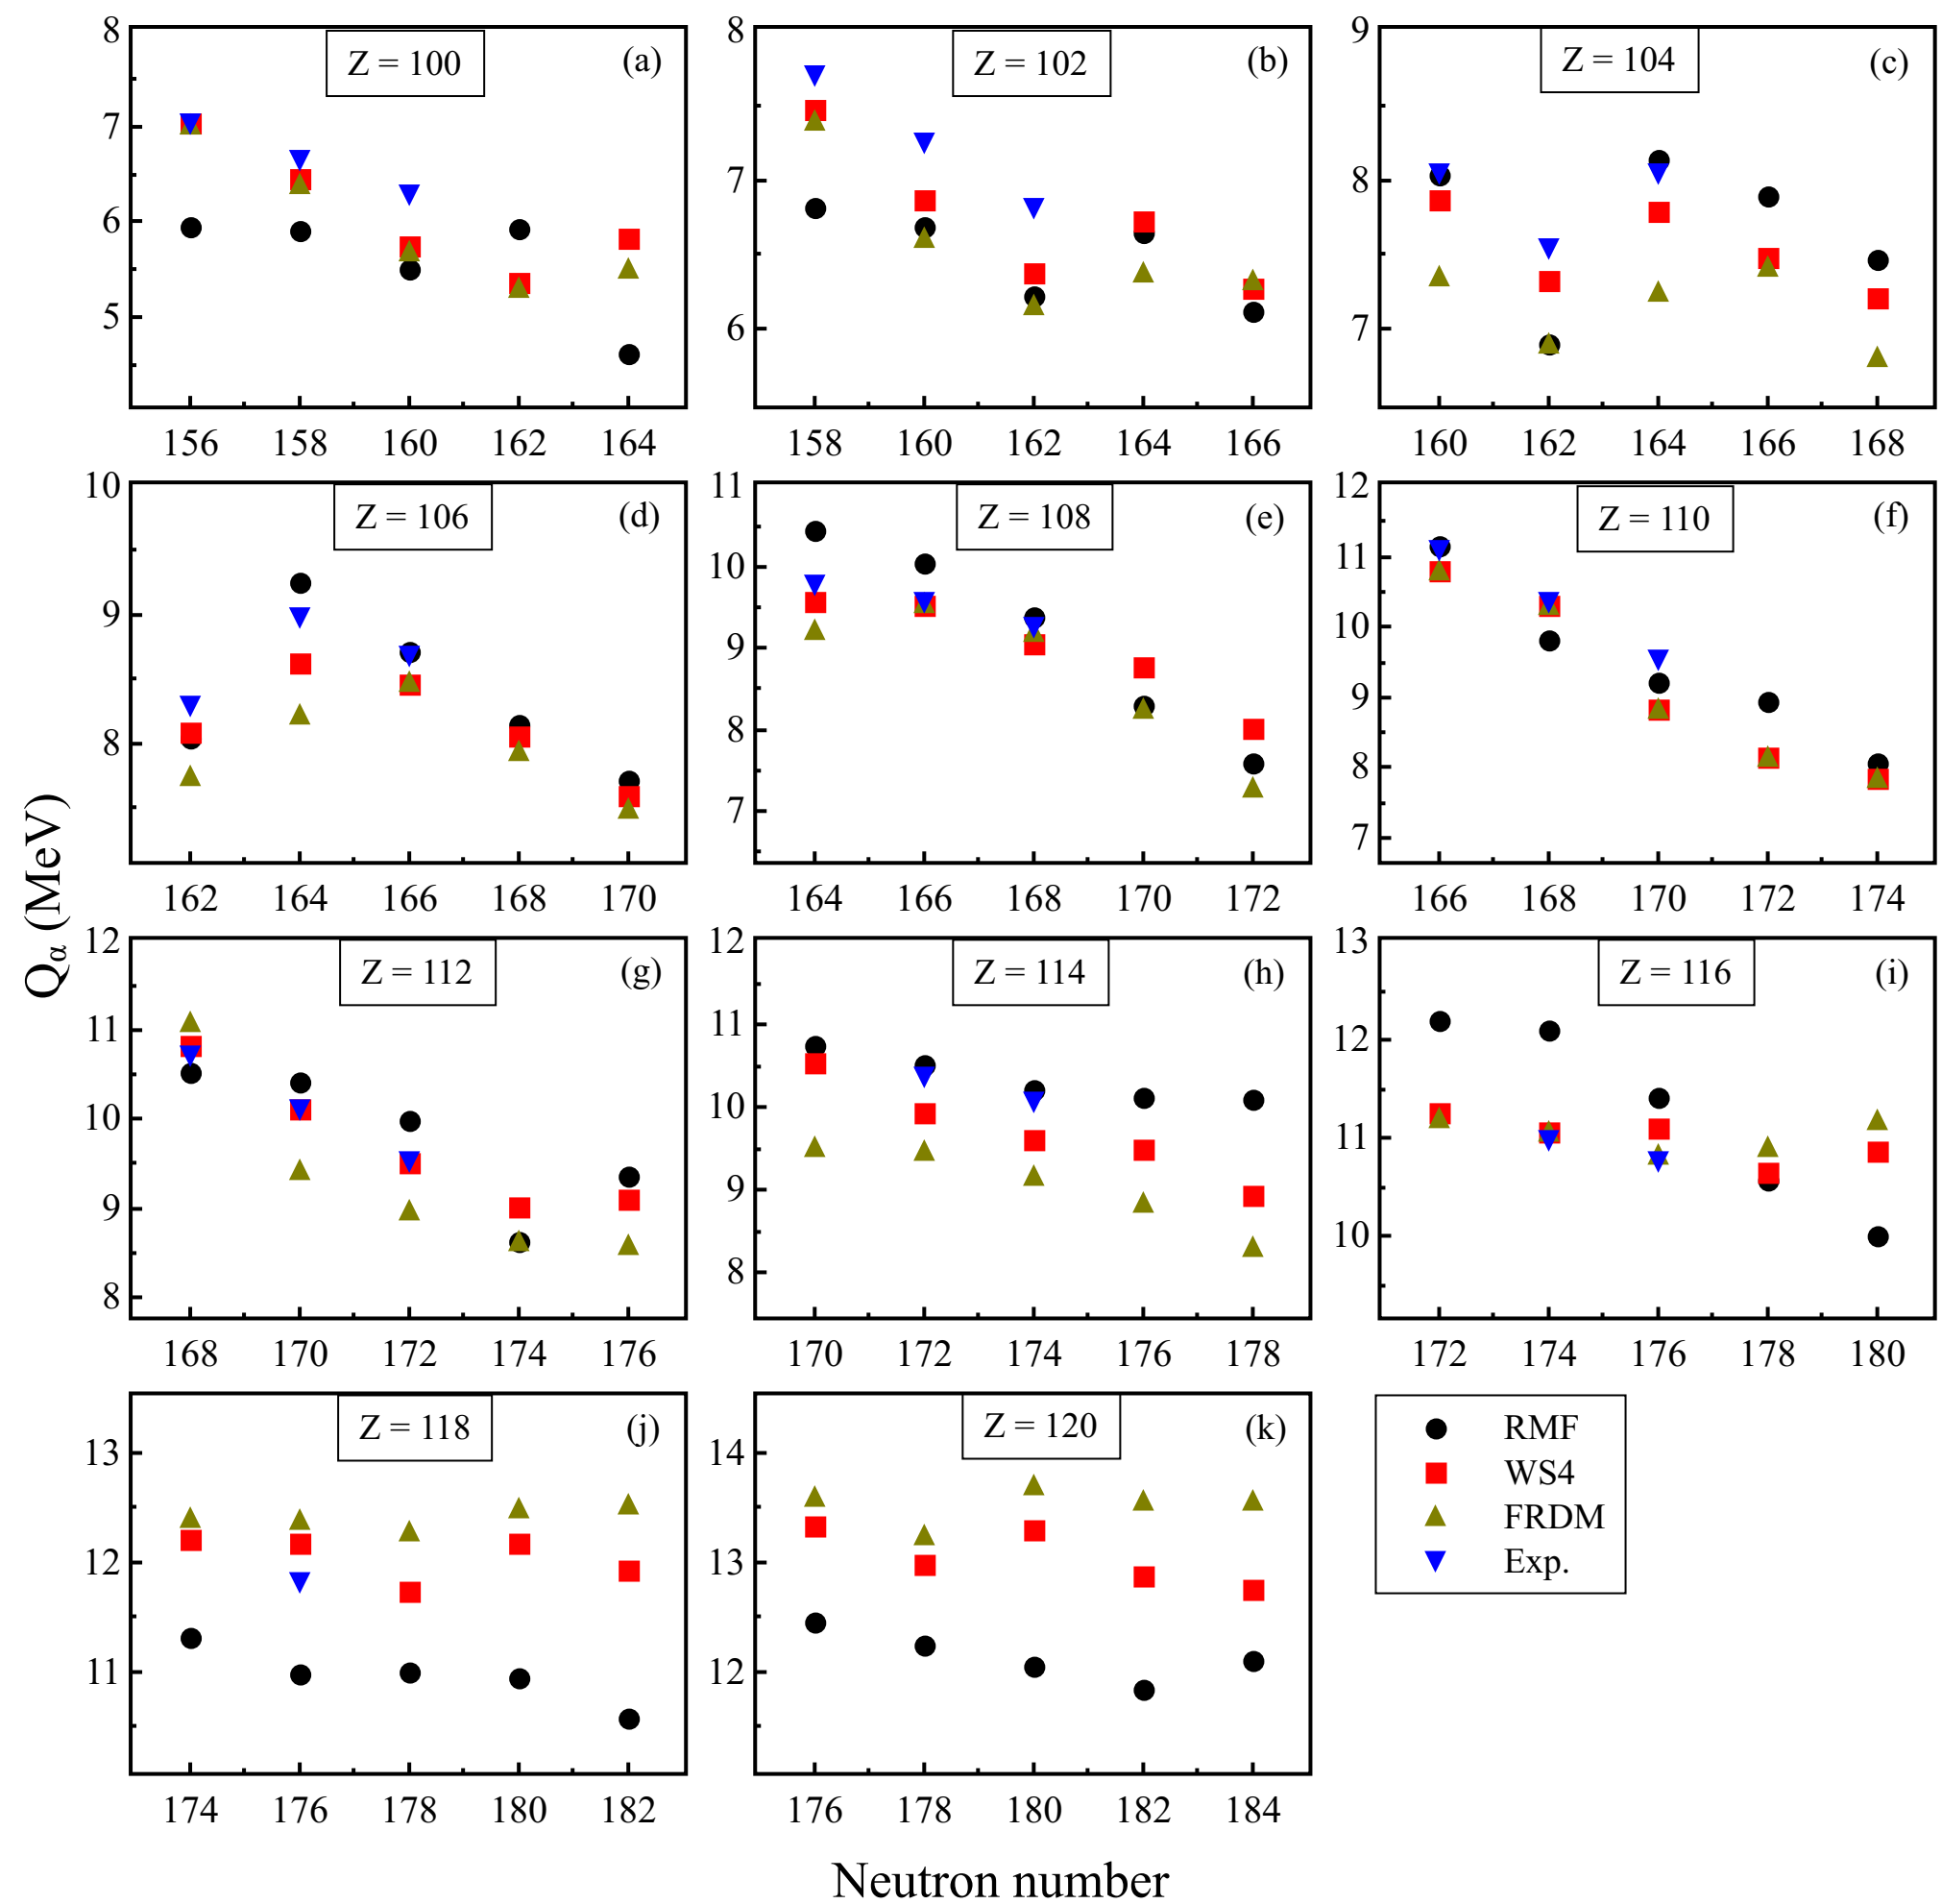 Z = 100
(a)
8
7
6
5
156 158 160 162 164
Z = 102
(b)
8
7
6
158 160 162 164 166
Z = 104
(c)
9
8
7
160 162 164 166 168
Z = 106
(d)
10
9
8
162 164 166 168 170
Z = 108
(e)
11
10
9
8
7
164 166 168 170 172
Z = 110
(f)
12
11
10
9
8
7
166 168 170 172 174
Qα (MeV)
Z = 112
(g)
12
11
10
9
8
168 170 172 174 176
Z = 114
(h)
12
11
10
9
8
170 172 174 176 178
Z = 116
(i)
13
12
11
10
172 174 176 178 180
Z = 118
(j)
13
12
11
174 176 178 180 182
Z = 120
(k)
14
13
12
176 178 180 182 184
RMF
WS4
FRDM
Exp.
Neutron number